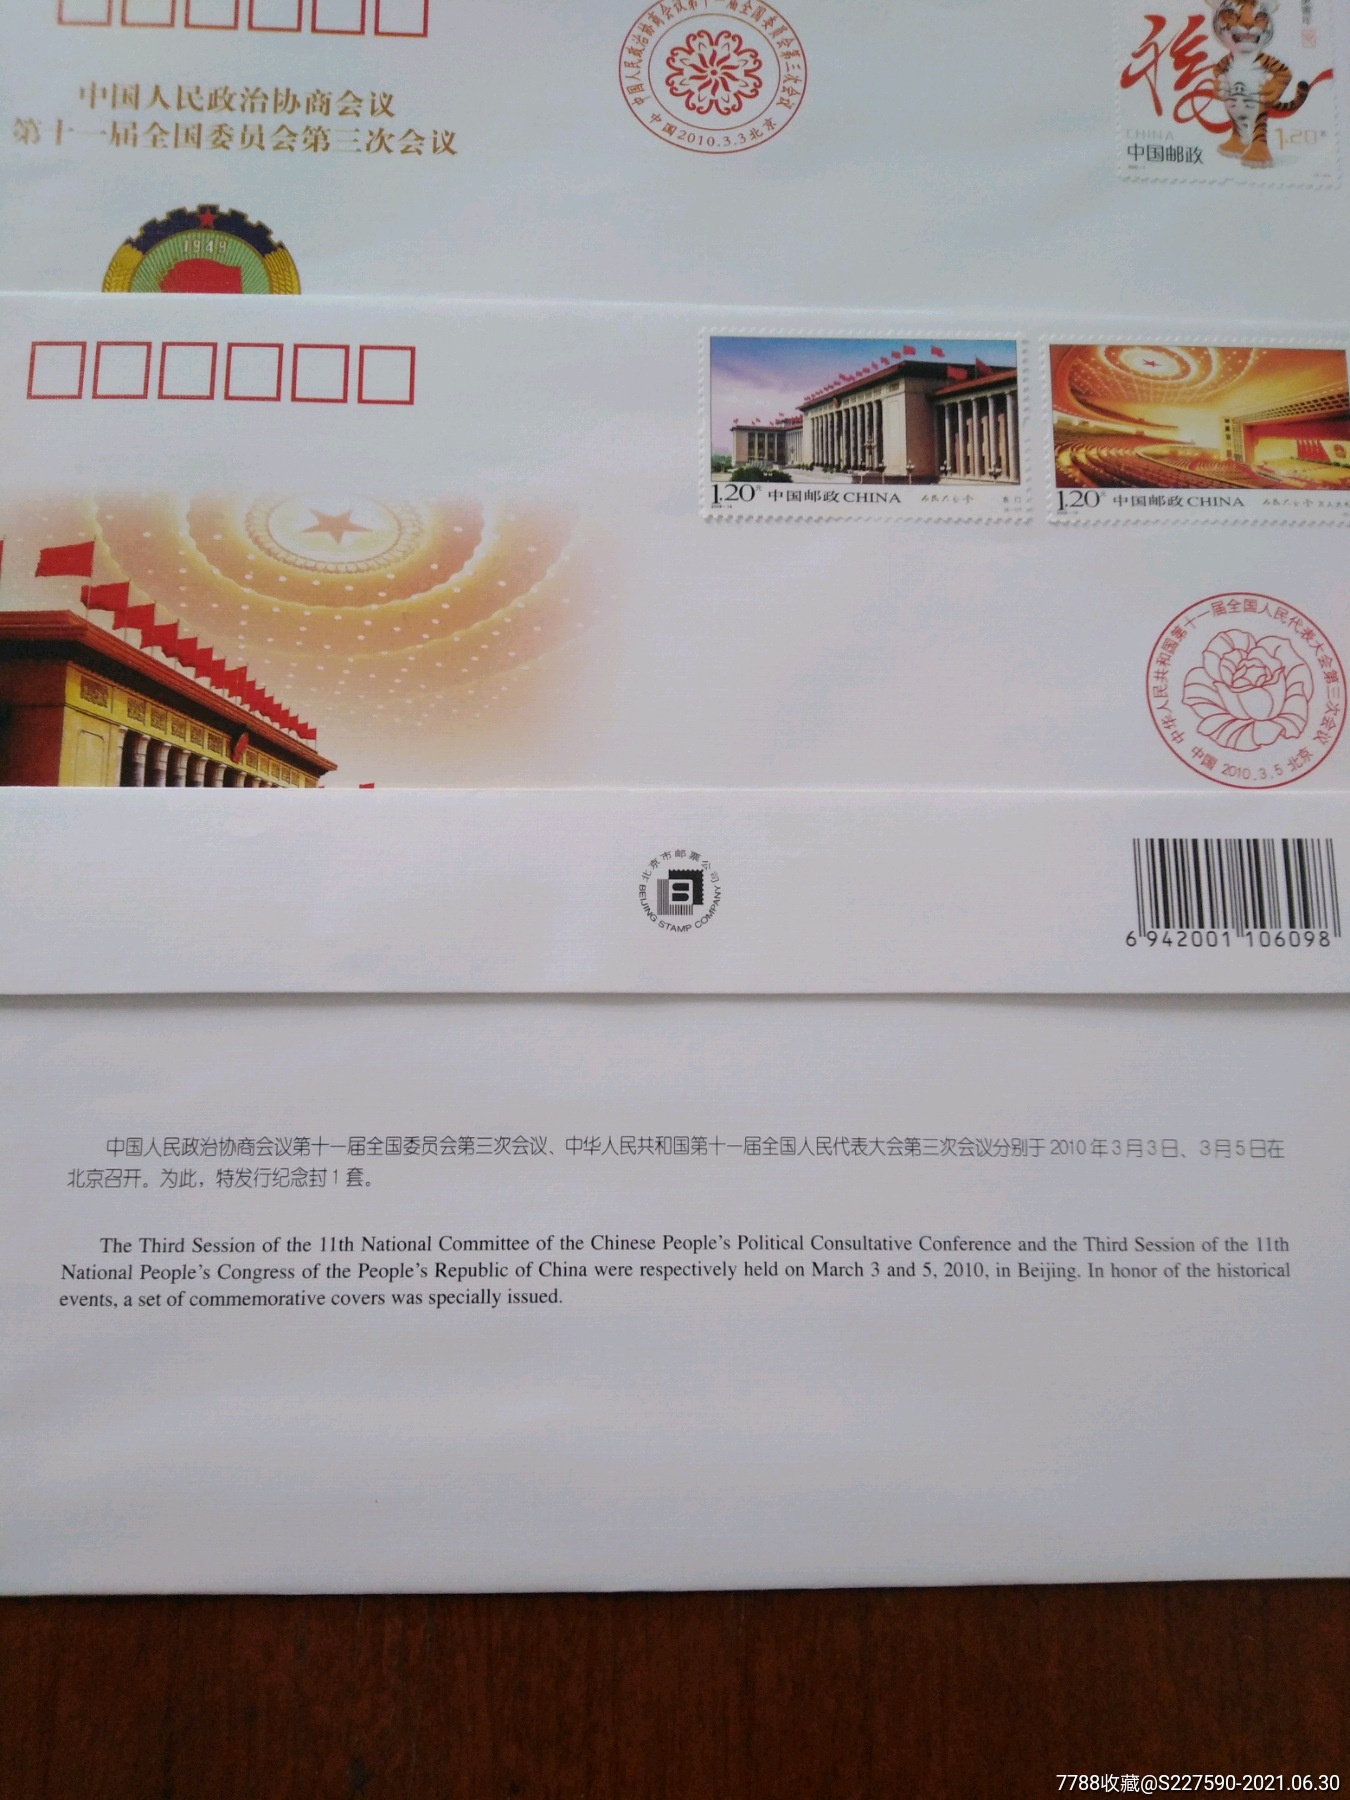 中国人民政治协商会议第十一届全国委员会第三次会议
中国2010.3.3北京
中国人民政治协商会议
第十一届全国委员会第三次会议
CHINA
1.20元
中国邮政
1949
1.20元 中国邮政 CHINA 人民大会堂
1.20元 中国邮政 CHINA 人民大会堂
中华人民共和国第十一届全国人民代表大会第三次会议
中国 2010.3.5 北京
北京市邮票公司
BEIJING STAMP COMPANY
6 942001 106098
中国人民政治协商会议第十一届全国委员会第三次会议、中华人民共和国第十一届全国人民代表大会第三次会议分别于2010年3月3日、3月5日在
北京召开。为此，特发行纪念封1套。
The Third Session of the 11th National Committee of the Chinese People's Political Consultative Conference and the Third Session of the 11th
National People's Congress of the People's Republic of China were respectively held on March 3 and 5, 2010, in Beijing. In honor of the historical
events, a set of commemorative covers was specially issued.
7788收藏@S227590-2021.06.30